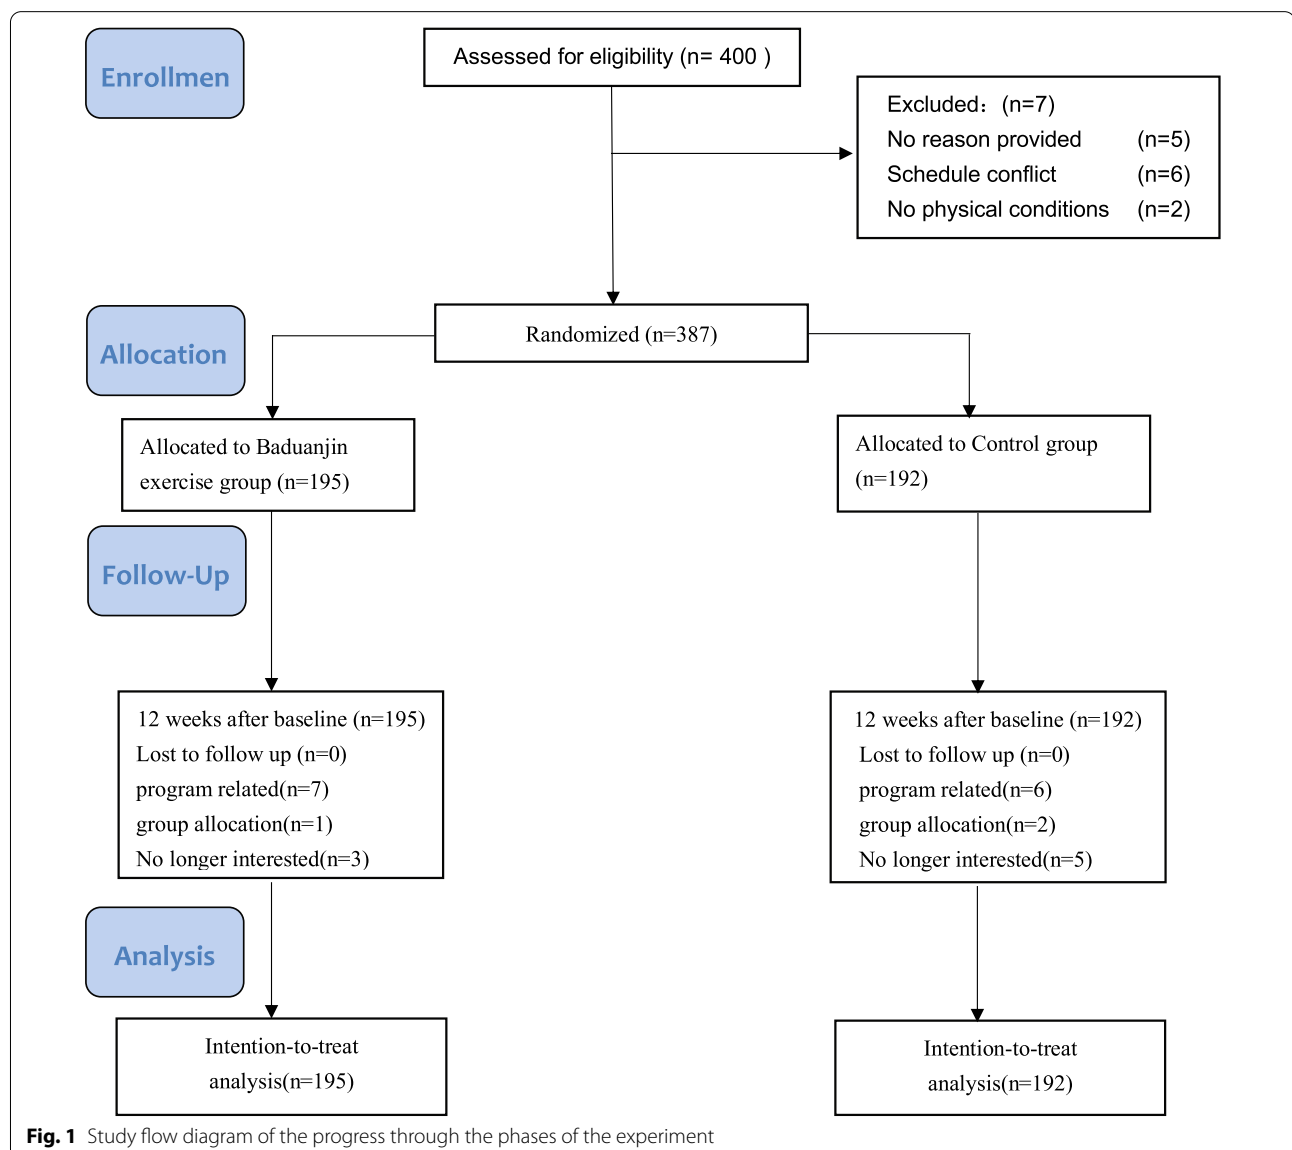 Enrollmen
Assessed for eligibility (n= 400 )
Excluded：(n=7)
No reason provided (n=5)
Schedule conflict (n=6)
No physical conditions (n=2)
Allocation
Randomized (n=387)
Allocated to Baduanjin
exercise group (n=195)
Allocated to Control group
(n=192)
Follow-Up
12 weeks after baseline (n=195)
Lost to follow up (n=0)
program related(n=7)
group allocation(n=1)
No longer interested(n=3)
12 weeks after baseline (n=192)
Lost to follow up (n=0)
program related(n=6)
group allocation(n=2)
No longer interested(n=5)
Analysis
Intention-to-treat
analysis(n=195)
Intention-to-treat
analysis(n=192)
Fig. 1 Study flow diagram of the progress through the phases of the experiment